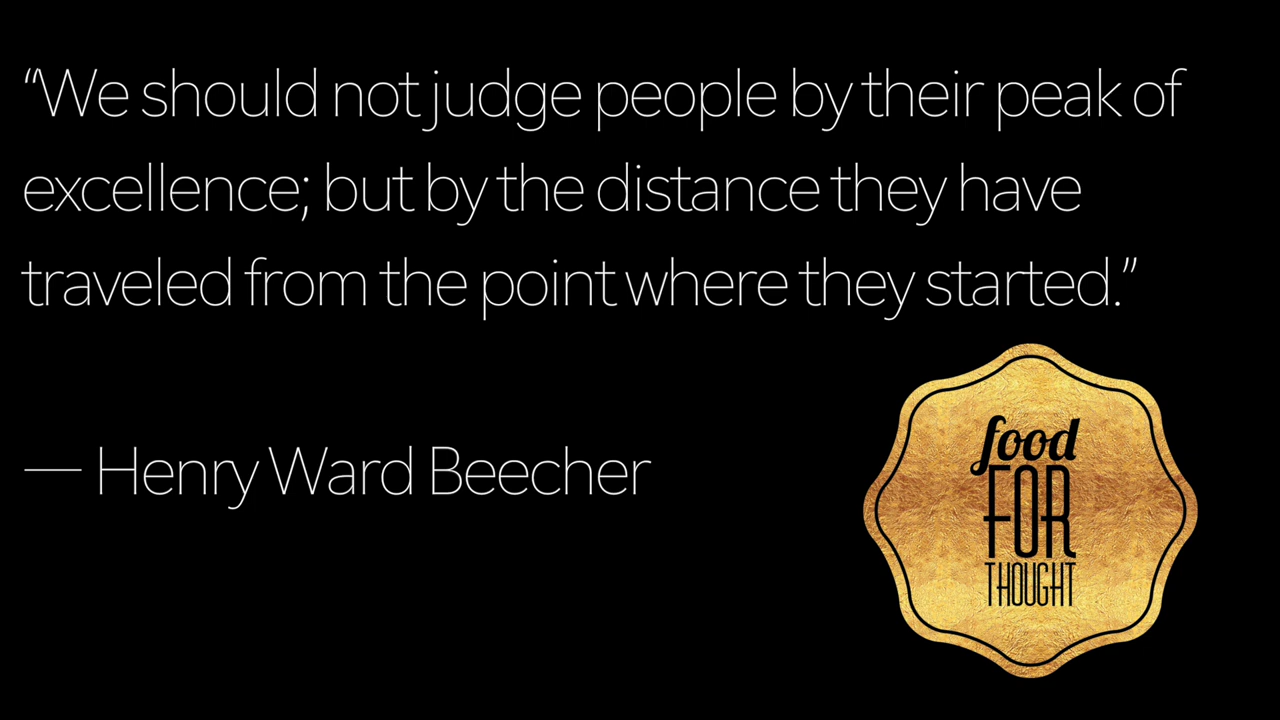 “We should not judge people by their peak of
excellence; but by the distance they have
traveled from the point where they started.”
— Henry Ward Beecher
food
FOR
THOUGHT